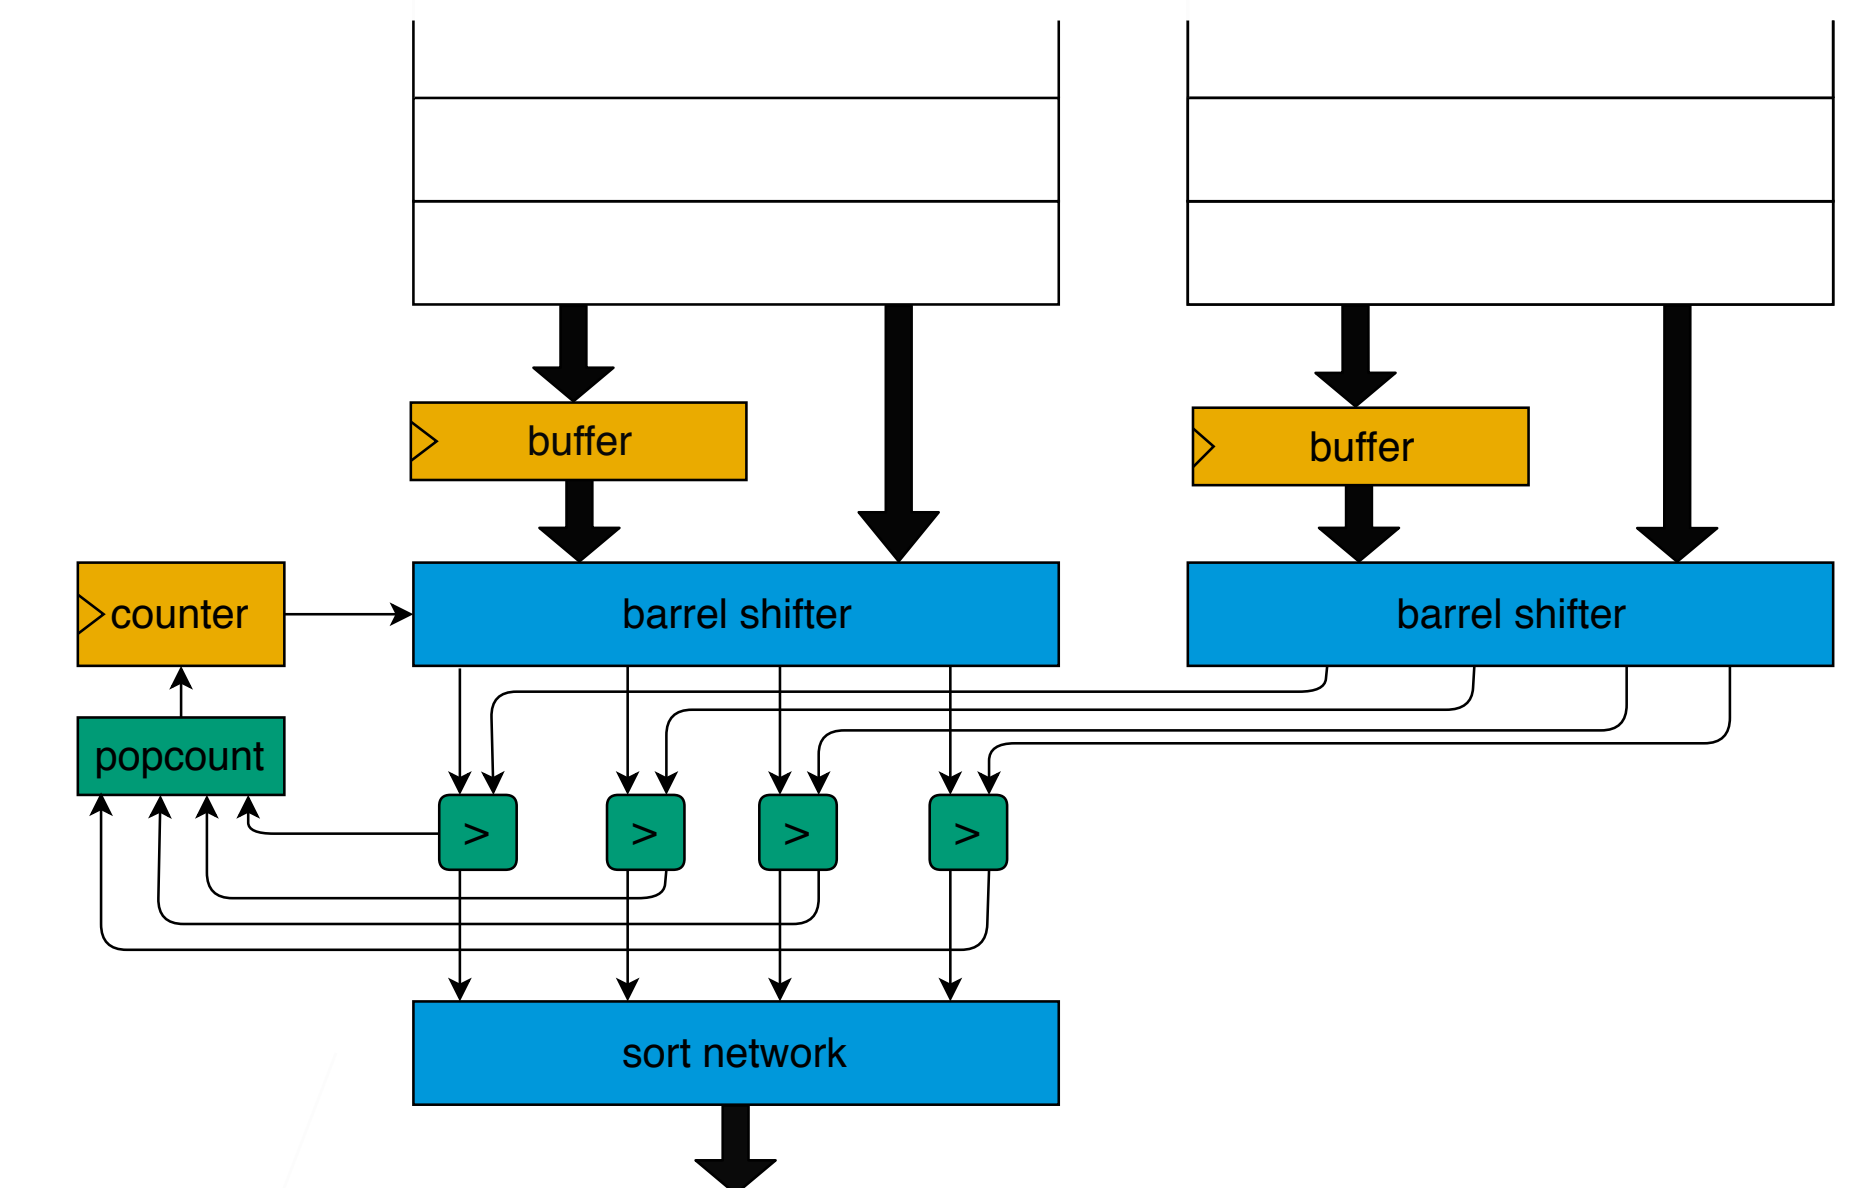 buffer
buffer
counter
barrel shifter
barrel shifter
popcount
>
>
>
>
sort network